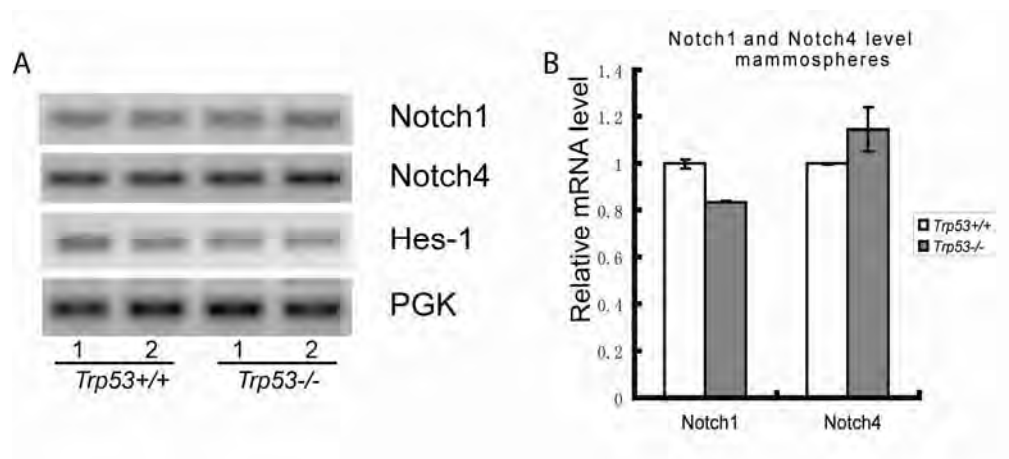 A
Notch1
Notch4
Hes-1
PGK
1 2 1 2
Trp53+/+ Trp53-/-
B
Notch1 and Notch4 level
mammospheres
Relative mRNA level
1.4
1.2
1
0.8
0.6
0.4
0.2
0
Notch1 Notch4
Trp53+/+
Trp53-/-